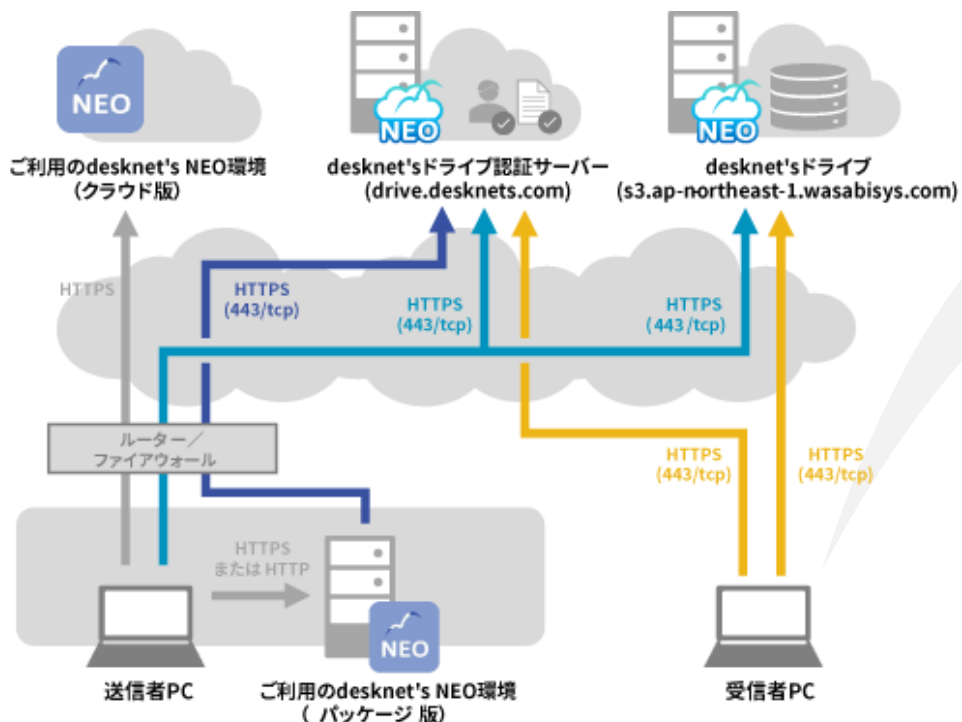 NEO
NEO
NEO
ご利用のdesknet's NEO環境
（クラウド版）
desknet'sドライブ認証サーバー
(drive.desknets.com)
desknet'sドライブ
(s3.ap-northeast-1.wasabisys.com)
HTTPS
HTTPS
(443/tcp)
HTTPS
(443/tcp)
HTTPS
(443/tcp)
ルーター／
ファイアウォール
HTTPS
(443/tcp)
HTTPS
(443/tcp)
HTTPS
または HTTP
NEO
送信者PC
ご利用のdesknet's NEO環境
（ パッケージ 版）
受信者PC